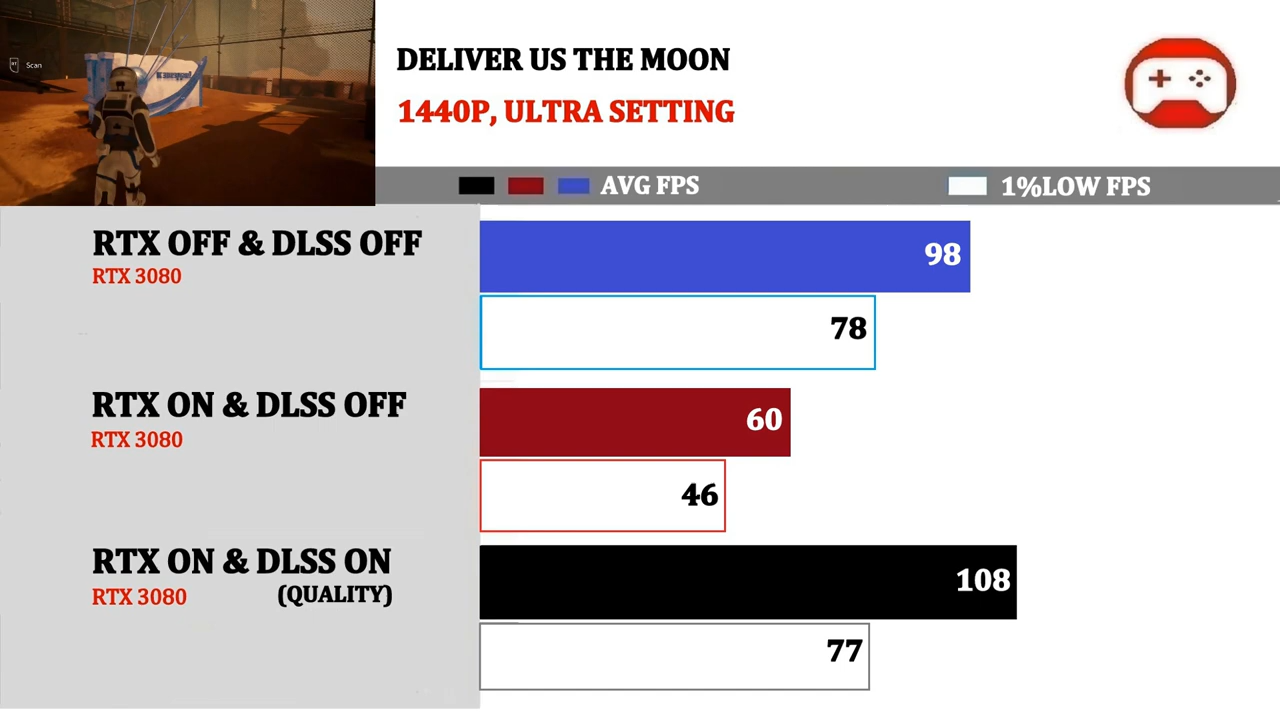 Scan
DELIVER US THE MOON
1440P, ULTRA SETTING
AVG FPS
1%LOW FPS
RTX OFF & DLSS OFF
RTX 3080
98
78
RTX ON & DLSS OFF
RTX 3080
60
46
RTX ON & DLSS ON
RTX 3080 (QUALITY)
108
77